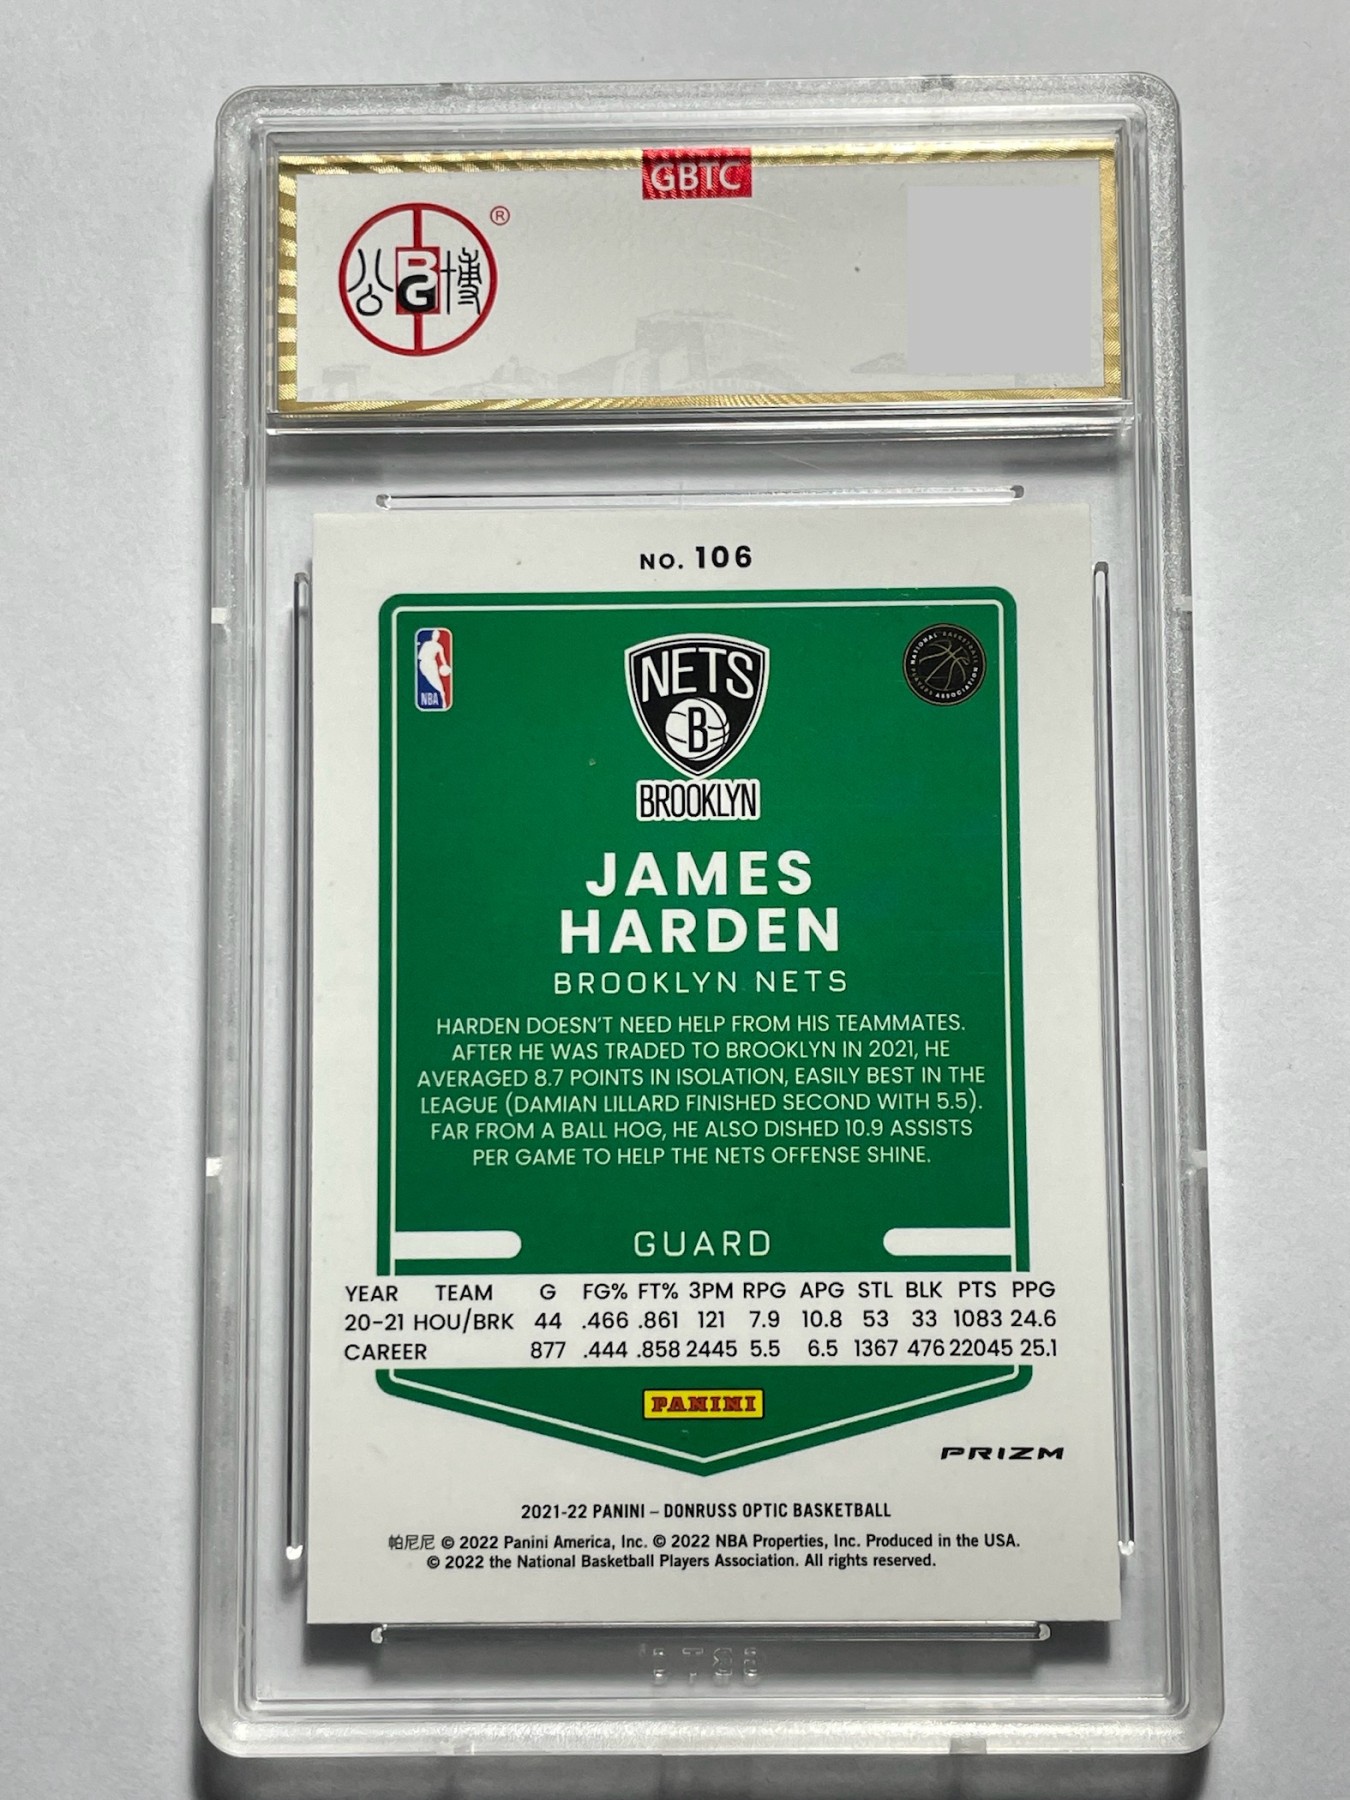 GBTC
公 BG 博 ®
NO. 106
NBA
NETS
B
BROOKLYN
NATIONAL BASKETBALL PLAYERS ASSOCIATION
JAMES
HARDEN
BROOKLYN NETS
HARDEN DOESN'T NEED HELP FROM HIS TEAMMATES.
AFTER HE WAS TRADED TO BROOKLYN IN 2021, HE
AVERAGED 8.7 POINTS IN ISOLATION, EASILY BEST IN THE
LEAGUE (DAMIAN LILLARD FINISHED SECOND WITH 5.5).
FAR FROM A BALL HOG, HE ALSO DISHED 10.9 ASSISTS
PER GAME TO HELP THE NETS OFFENSE SHINE.
GUARD
YEAR TEAM G FG% FT% 3PM RPG APG STL BLK PTS PPG
20-21 HOU/BRK 44 .466 .861 121 7.9 10.8 53 33 1083 24.6
CAREER 877 .444 .858 2445 5.5 6.5 1367 476 22045 25.1
PANINI
PRIZM
2021-22 PANINI – DONRUSS OPTIC BASKETBALL
帕尼尼 © 2022 Panini America, Inc. © 2022 NBA Properties, Inc. Produced in the USA.
© 2022 the National Basketball Players Association. All rights reserved.